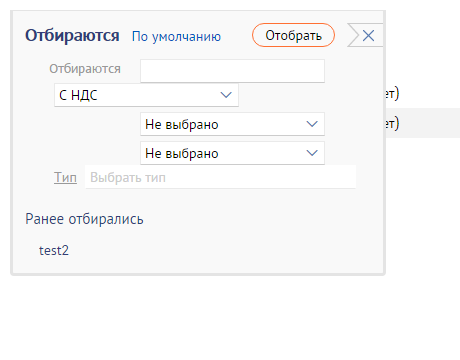 Отбираются По умолчанию Отобрать
Отбираются
С НДС
ет)
Не выбрано
ет)
Не выбрано
Тип Выбрать тип
Ранее отбирались
test2